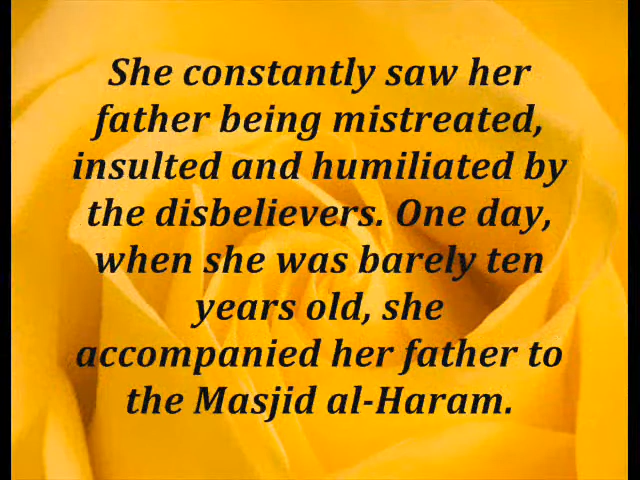 She constantly saw her
father being mistreated,
insulted and humiliated by
the disbelievers. One day,
when she was barely ten
years old, she
accompanied her father to
the Masjid al-Haram.